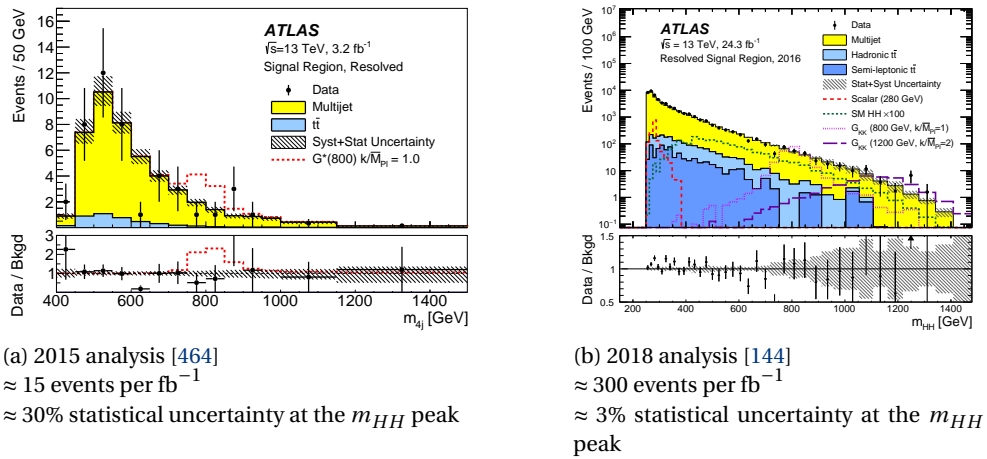 Events / 50 GeV
16
14
12
10
8
6
4
2
ATLAS
√s=13 TeV, 3.2 fb⁻¹
Signal Region, Resolved
Data
Multijet
tt̄
Syst+Stat Uncertainty
G*(800) k/M̄Pl = 1.0
Data / Bkgd
3
2
1
400 600 800 1000 1200 1400
m4j [GeV]
Events / 100 GeV
10⁷
10⁶
10⁵
10⁴
10³
10²
10
1
10⁻¹
ATLAS
√s = 13 TeV, 24.3 fb⁻¹
Resolved Signal Region, 2016
Data
Multijet
Hadronic tt̄
Semi-leptonic tt̄
Stat+Syst Uncertainty
Scalar (280 GeV)
SM HH ×100
GKK (800 GeV, k/M̄Pl=1)
GKK (1200 GeV, k/M̄Pl=2)
Data / Bkgd
1.5
1
0.5
200 400 600 800 1000 1200 1400
mHH [GeV]
(a) 2015 analysis [464]
≈ 15 events per fb⁻¹
≈ 30% statistical uncertainty at the mHH peak
(b) 2018 analysis [144]
≈ 300 events per fb⁻¹
≈ 3% statistical uncertainty at the mHH
peak